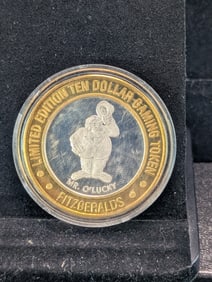 LIMITED EDITION TEN DOLLAR GAMING TOKEN
MR. O'LUCKY
FITZGERALDS